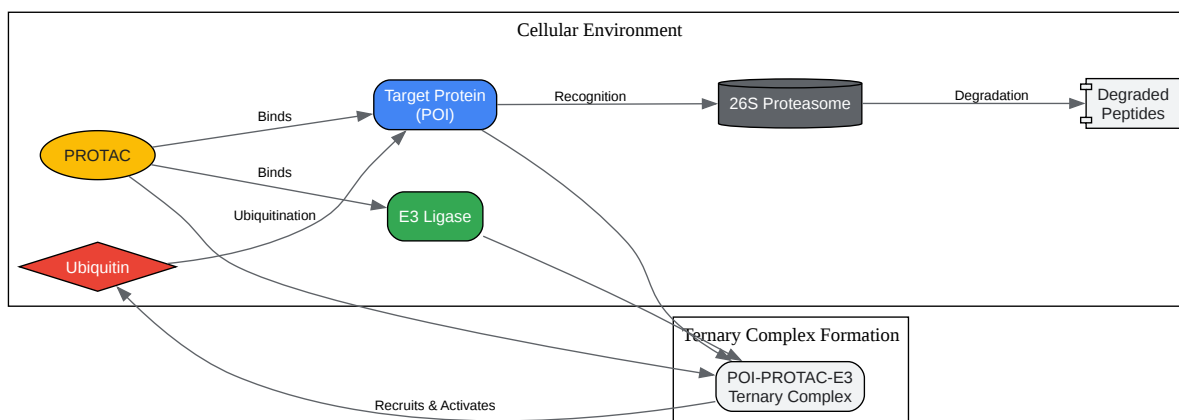 Cellular Environment
Target Protein
(POI)
Recognition
26S Proteasome
Degradation
Degraded
Peptides
Binds
PROTAC
Binds
Ubiquitination
E3 Ligase
Ubiquitin
Ternary Complex Formation
POI-PROTAC-E3
Ternary Complex
Recruits & Activates